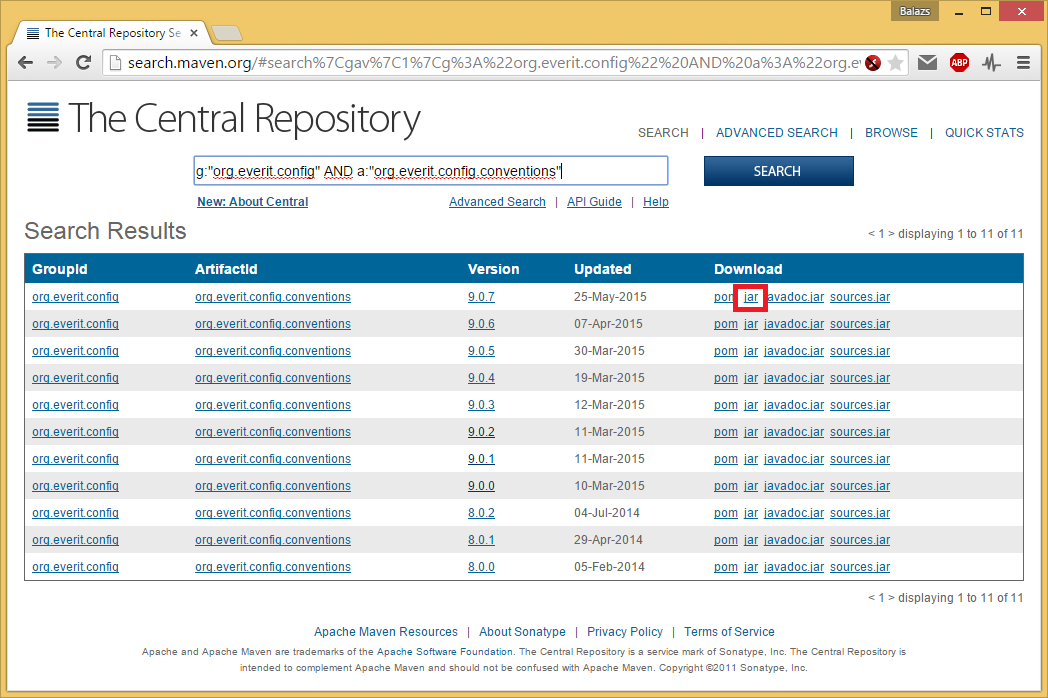 Balazs
The Central Repository Se
search.maven.org/#search%7Cgav%7C1%7Cg%3A%22org.everit.config%22%20AND%20a%3A%22org.ev
ABP
The Central Repository
SEARCH | ADVANCED SEARCH | BROWSE | QUICK STATS
g:"org.everit.config" AND a:"org.everit.config.conventions"
SEARCH
New: About Central
Advanced Search | API Guide | Help
Search Results
< 1 > displaying 1 to 11 of 11
GroupId ArtifactId Version Updated Download
org.everit.config org.everit.config.conventions 9.0.7 25-May-2015 pom jar javadoc.jar sources.jar
org.everit.config org.everit.config.conventions 9.0.6 07-Apr-2015 pom jar javadoc.jar sources.jar
org.everit.config org.everit.config.conventions 9.0.5 30-Mar-2015 pom jar javadoc.jar sources.jar
org.everit.config org.everit.config.conventions 9.0.4 19-Mar-2015 pom jar javadoc.jar sources.jar
org.everit.config org.everit.config.conventions 9.0.3 12-Mar-2015 pom jar javadoc.jar sources.jar
org.everit.config org.everit.config.conventions 9.0.2 11-Mar-2015 pom jar javadoc.jar sources.jar
org.everit.config org.everit.config.conventions 9.0.1 11-Mar-2015 pom jar javadoc.jar sources.jar
org.everit.config org.everit.config.conventions 9.0.0 10-Mar-2015 pom jar javadoc.jar sources.jar
org.everit.config org.everit.config.conventions 8.0.2 04-Jul-2014 pom jar javadoc.jar sources.jar
org.everit.config org.everit.config.conventions 8.0.1 29-Apr-2014 pom jar javadoc.jar sources.jar
org.everit.config org.everit.config.conventions 8.0.0 05-Feb-2014 pom jar javadoc.jar sources.jar
< 1 > displaying 1 to 11 of 11
Apache Maven Resources | About Sonatype | Privacy Policy | Terms of Service
Apache and Apache Maven are trademarks of the Apache Software Foundation. The Central Repository is a service mark of Sonatype, Inc. The Central Repository is
intended to complement Apache Maven and should not be confused with Apache Maven. Copyright ©2011 Sonatype, Inc.